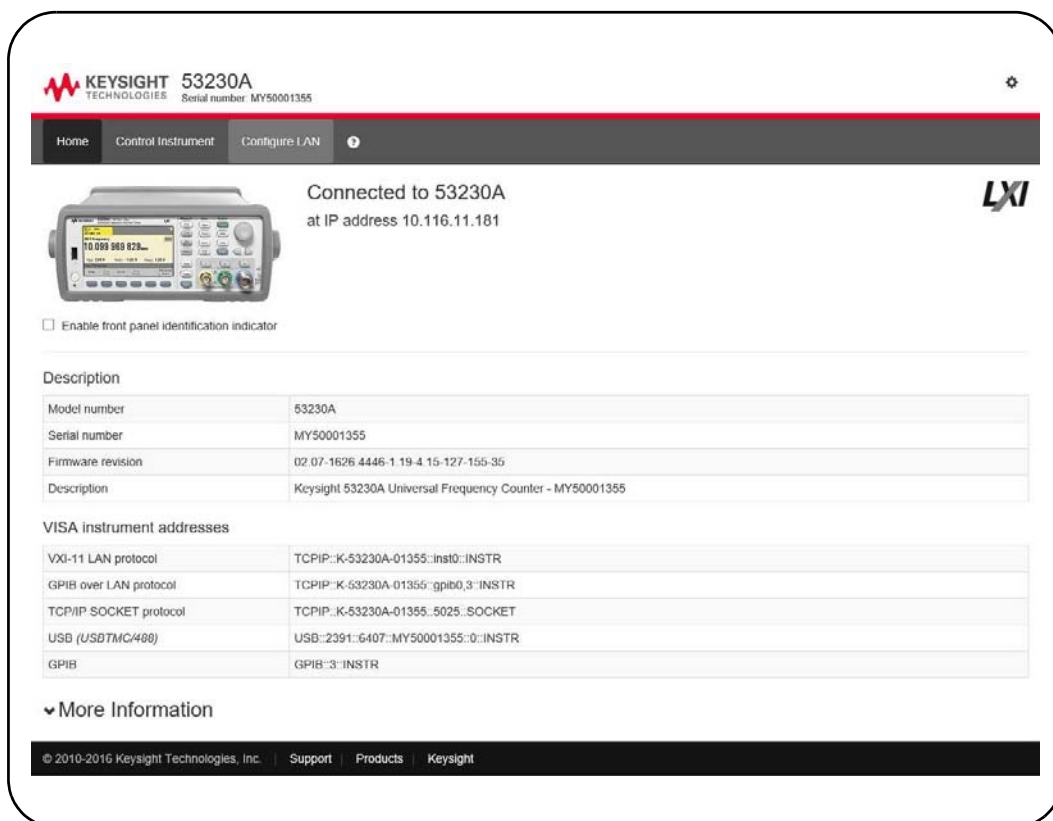 KEYSIGHT
TECHNOLOGIES
53230A
Serial number: MY50001355
Home Control Instrument Configure LAN ?
Connected to 53230A
at IP address 10.116.11.181
LXI
10.099 969 829
Enable front panel identification indicator
Description
Model number 53230A
Serial number MY50001355
Firmware revision 02.07-1626.4446-1.19-4.15-127-155-35
Description Keysight 53230A Universal Frequency Counter - MY50001355
VISA instrument addresses
VXI-11 LAN protocol TCPIP::K-53230A-01355::inst0::INSTR
GPIB over LAN protocol TCPIP::K-53230A-01355::gpib0,3::INSTR
TCP/IP SOCKET protocol TCPIP::K-53230A-01355::5025::SOCKET
USB (USBTMC/488) USB::2391::6407::MY50001355::0::INSTR
GPIB GPIB::3::INSTR
More Information
© 2010-2016 Keysight Technologies, Inc. | Support | Products | Keysight